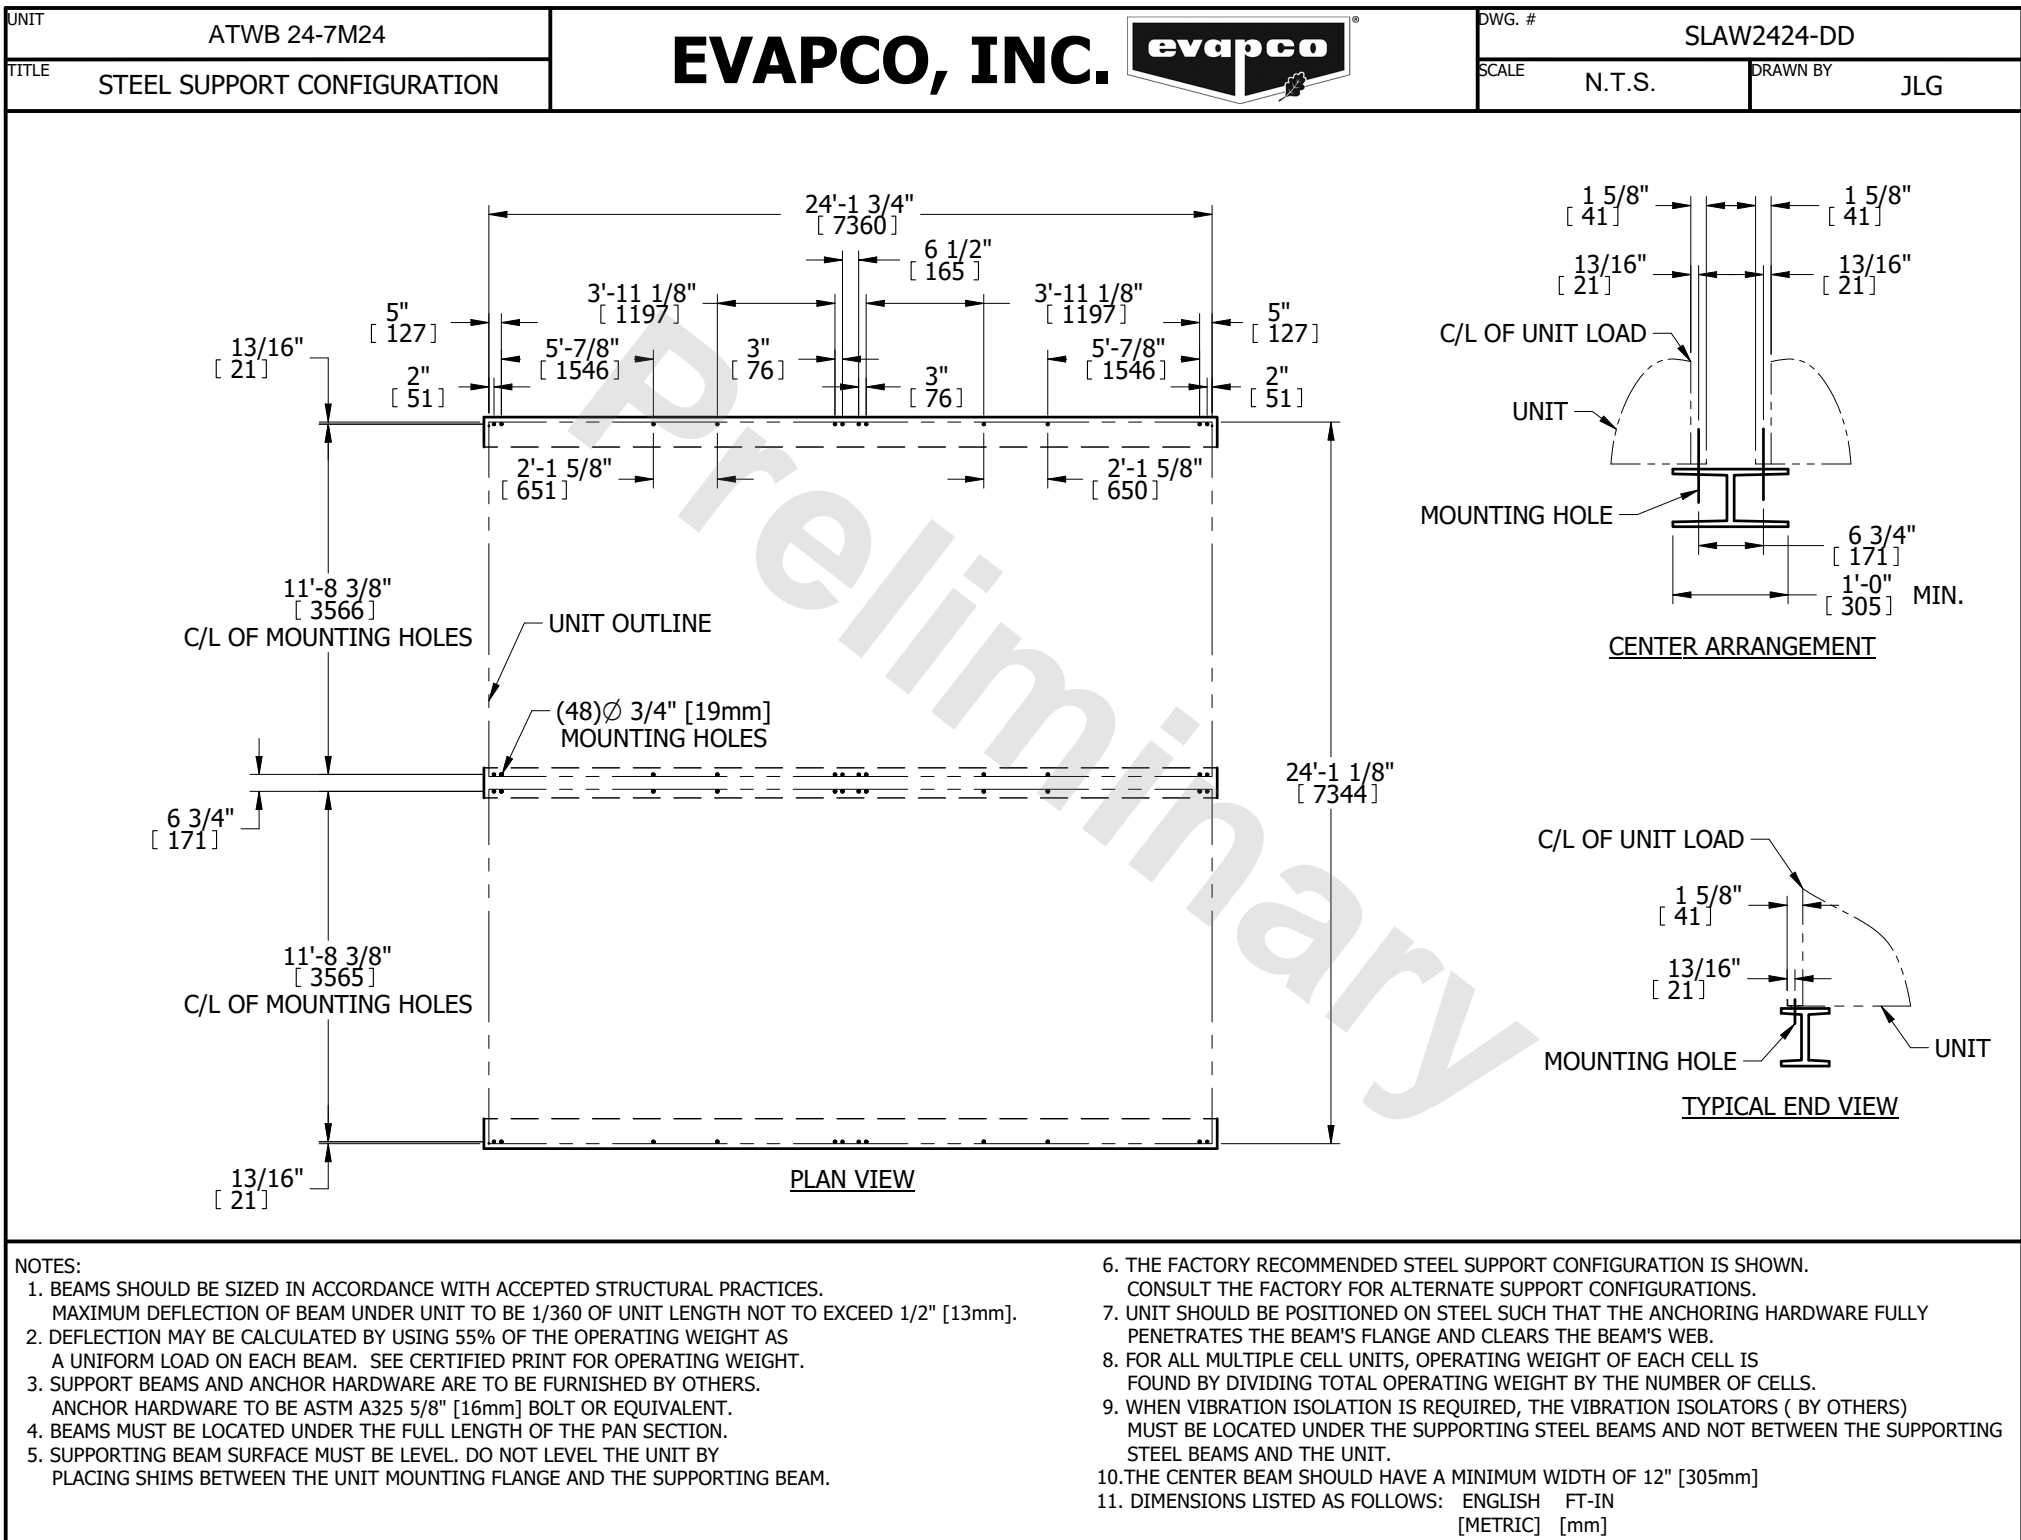 UNIT
ATWB 24-7M24
TITLE
STEEL SUPPORT CONFIGURATION
EVAPCO, INC.
evapco
®
DWG. #
SLAW2424-DD
SCALE
N.T.S.
DRAWN BY
JLG
24'-1 3/4"
[ 7360 ]
6 1/2"
[ 165 ]
3'-11 1/8"
[ 1197 ]
3'-11 1/8"
[ 1197 ]
5"
[ 127 ]
5"
[ 127 ]
13/16"
[ 21 ]
5'-7/8"
[ 1546 ]
3"
[ 76 ]
5'-7/8"
[ 1546 ]
2"
[ 51 ]
3"
[ 76 ]
2"
[ 51 ]
2'-1 5/8"
[ 651 ]
2'-1 5/8"
[ 650 ]
11'-8 3/8"
[ 3566 ]
C/L OF MOUNTING HOLES
UNIT OUTLINE
(48)Ø 3/4" [19mm]
MOUNTING HOLES
6 3/4"
[ 171 ]
24'-1 1/8"
[ 7344 ]
11'-8 3/8"
[ 3565 ]
C/L OF MOUNTING HOLES
13/16"
[ 21 ]
PLAN VIEW
Preliminary
1 5/8"
[ 41 ]
1 5/8"
[ 41 ]
13/16"
[ 21 ]
13/16"
[ 21 ]
C/L OF UNIT LOAD
UNIT
MOUNTING HOLE
6 3/4"
[ 171 ]
1'-0"
[ 305 ] MIN.
CENTER ARRANGEMENT
C/L OF UNIT LOAD
1 5/8"
[ 41 ]
13/16"
[ 21 ]
MOUNTING HOLE
UNIT
TYPICAL END VIEW
NOTES:
1. BEAMS SHOULD BE SIZED IN ACCORDANCE WITH ACCEPTED STRUCTURAL PRACTICES.
MAXIMUM DEFLECTION OF BEAM UNDER UNIT TO BE 1/360 OF UNIT LENGTH NOT TO EXCEED 1/2" [13mm].
2. DEFLECTION MAY BE CALCULATED BY USING 55% OF THE OPERATING WEIGHT AS
A UNIFORM LOAD ON EACH BEAM. SEE CERTIFIED PRINT FOR OPERATING WEIGHT.
3. SUPPORT BEAMS AND ANCHOR HARDWARE ARE TO BE FURNISHED BY OTHERS.
ANCHOR HARDWARE TO BE ASTM A325 5/8" [16mm] BOLT OR EQUIVALENT.
4. BEAMS MUST BE LOCATED UNDER THE FULL LENGTH OF THE PAN SECTION.
5. SUPPORTING BEAM SURFACE MUST BE LEVEL. DO NOT LEVEL THE UNIT BY
PLACING SHIMS BETWEEN THE UNIT MOUNTING FLANGE AND THE SUPPORTING BEAM.
6. THE FACTORY RECOMMENDED STEEL SUPPORT CONFIGURATION IS SHOWN.
CONSULT THE FACTORY FOR ALTERNATE SUPPORT CONFIGURATIONS.
7. UNIT SHOULD BE POSITIONED ON STEEL SUCH THAT THE ANCHORING HARDWARE FULLY
PENETRATES THE BEAM'S FLANGE AND CLEARS THE BEAM'S WEB.
8. FOR ALL MULTIPLE CELL UNITS, OPERATING WEIGHT OF EACH CELL IS
FOUND BY DIVIDING TOTAL OPERATING WEIGHT BY THE NUMBER OF CELLS.
9. WHEN VIBRATION ISOLATION IS REQUIRED, THE VIBRATION ISOLATORS ( BY OTHERS)
MUST BE LOCATED UNDER THE SUPPORTING STEEL BEAMS AND NOT BETWEEN THE SUPPORTING
STEEL BEAMS AND THE UNIT.
10.THE CENTER BEAM SHOULD HAVE A MINIMUM WIDTH OF 12" [305mm]
11. DIMENSIONS LISTED AS FOLLOWS: ENGLISH FT-IN
[METRIC] [mm]